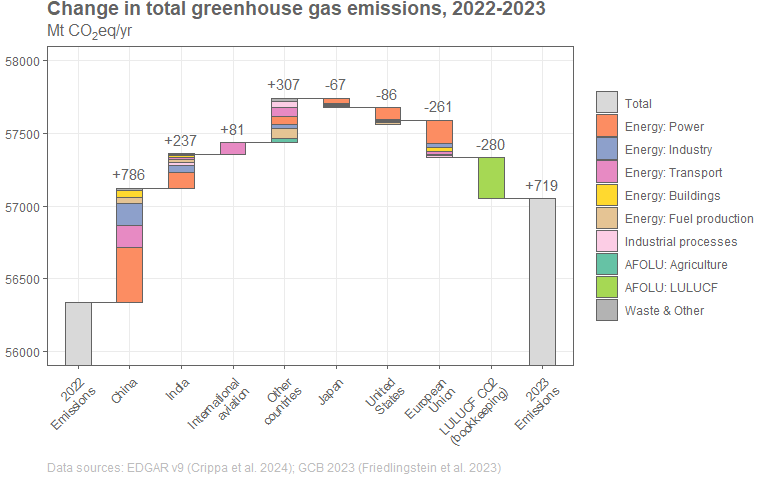 Change in total greenhouse gas emissions, 2022-2023
Mt CO2eq/yr
58000
57500
57000
56500
56000
+786
+237
+81
+307
-67
-86
-261
-280
+719
2022
Emissions
China
India
International
aviation
Other
countries
Japan
United
States
European
Union
LULUCF CO2
(bookkeeping)
2023
Emissions
Total
Energy: Power
Energy: Industry
Energy: Transport
Energy: Buildings
Energy: Fuel production
Industrial processes
AFOLU: Agriculture
AFOLU: LULUCF
Waste & Other
Data sources: EDGAR v9 (Crippa et al. 2024); GCB 2023 (Friedlingstein et al. 2023)